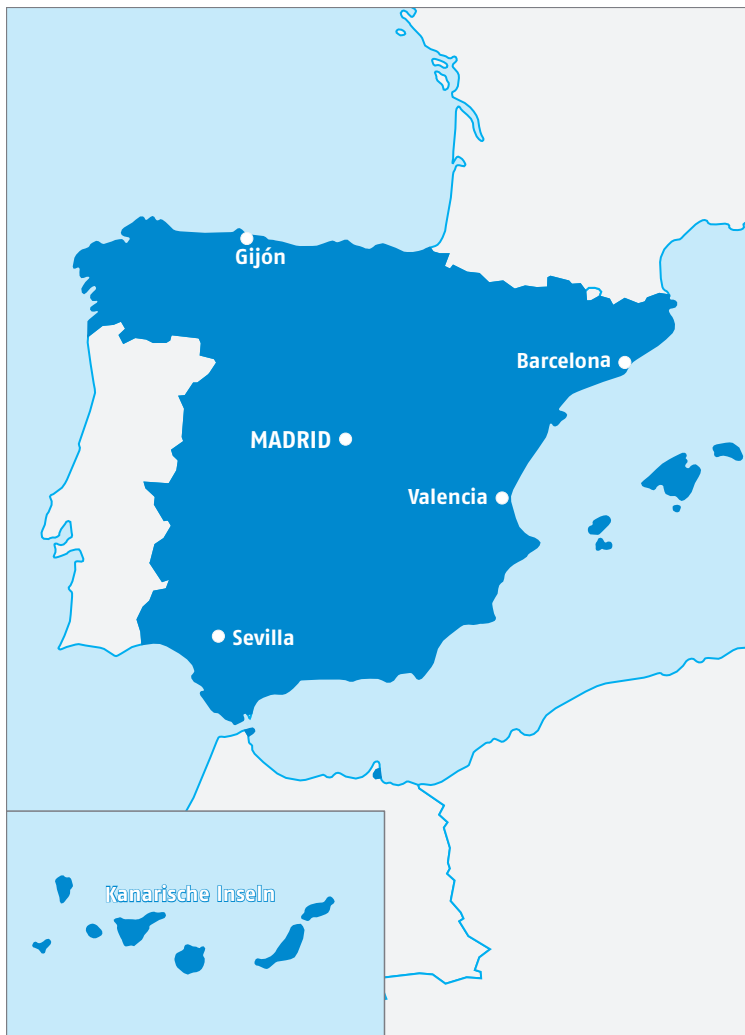 Gijón
Barcelona
MADRID
Valencia
Sevilla
Kanarische Inseln